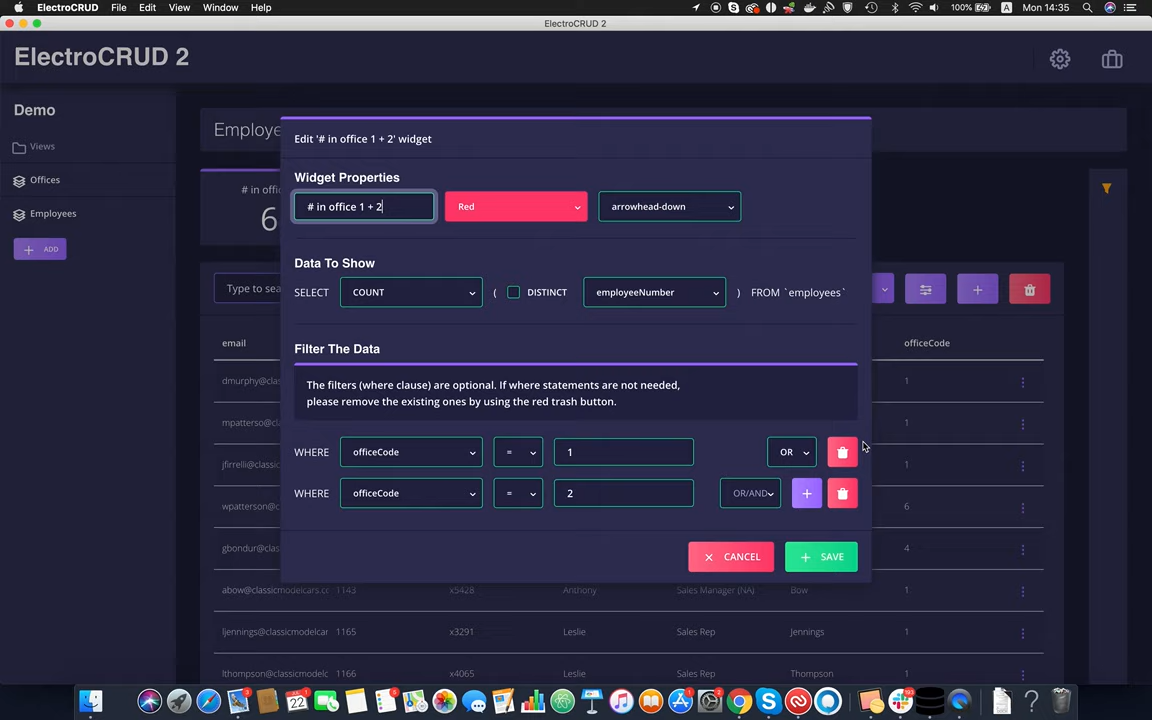 ElectroCRUD File Edit View Window Help
100% A Mon 14:35
ElectroCRUD 2
ElectroCRUD 2
Demo
Views
Offices
Employees
ADD
Employe
# in offic
6
Type to sea
Edit '# in office 1 + 2' widget
Widget Properties
# in office 1 + 2 Red arrowhead-down
Data To Show
SELECT COUNT ( DISTINCT employeeNumber ) FROM `employees`
Filter The Data
The filters (where clause) are optional. If where statements are not needed,
please remove the existing ones by using the red trash button.
WHERE officeCode = 1 OR
WHERE officeCode = 2 OR/AND
CANCEL SAVE
email officeCode
dmurphy@clas 1
mpatterso@cl 1
jfirrelli@classic 1
wpatterson@c 6
gbondur@clas 4
abow@classicmodelcars.cc 1143 x5428 Anthony Sales Manager (NA) Bow 1
ljennings@classicmodelcar 1165 x3291 Leslie Sales Rep Jennings 1
lthompson@classicmodelca 1166 x4065 Leslie Sales Rep Thompson 1